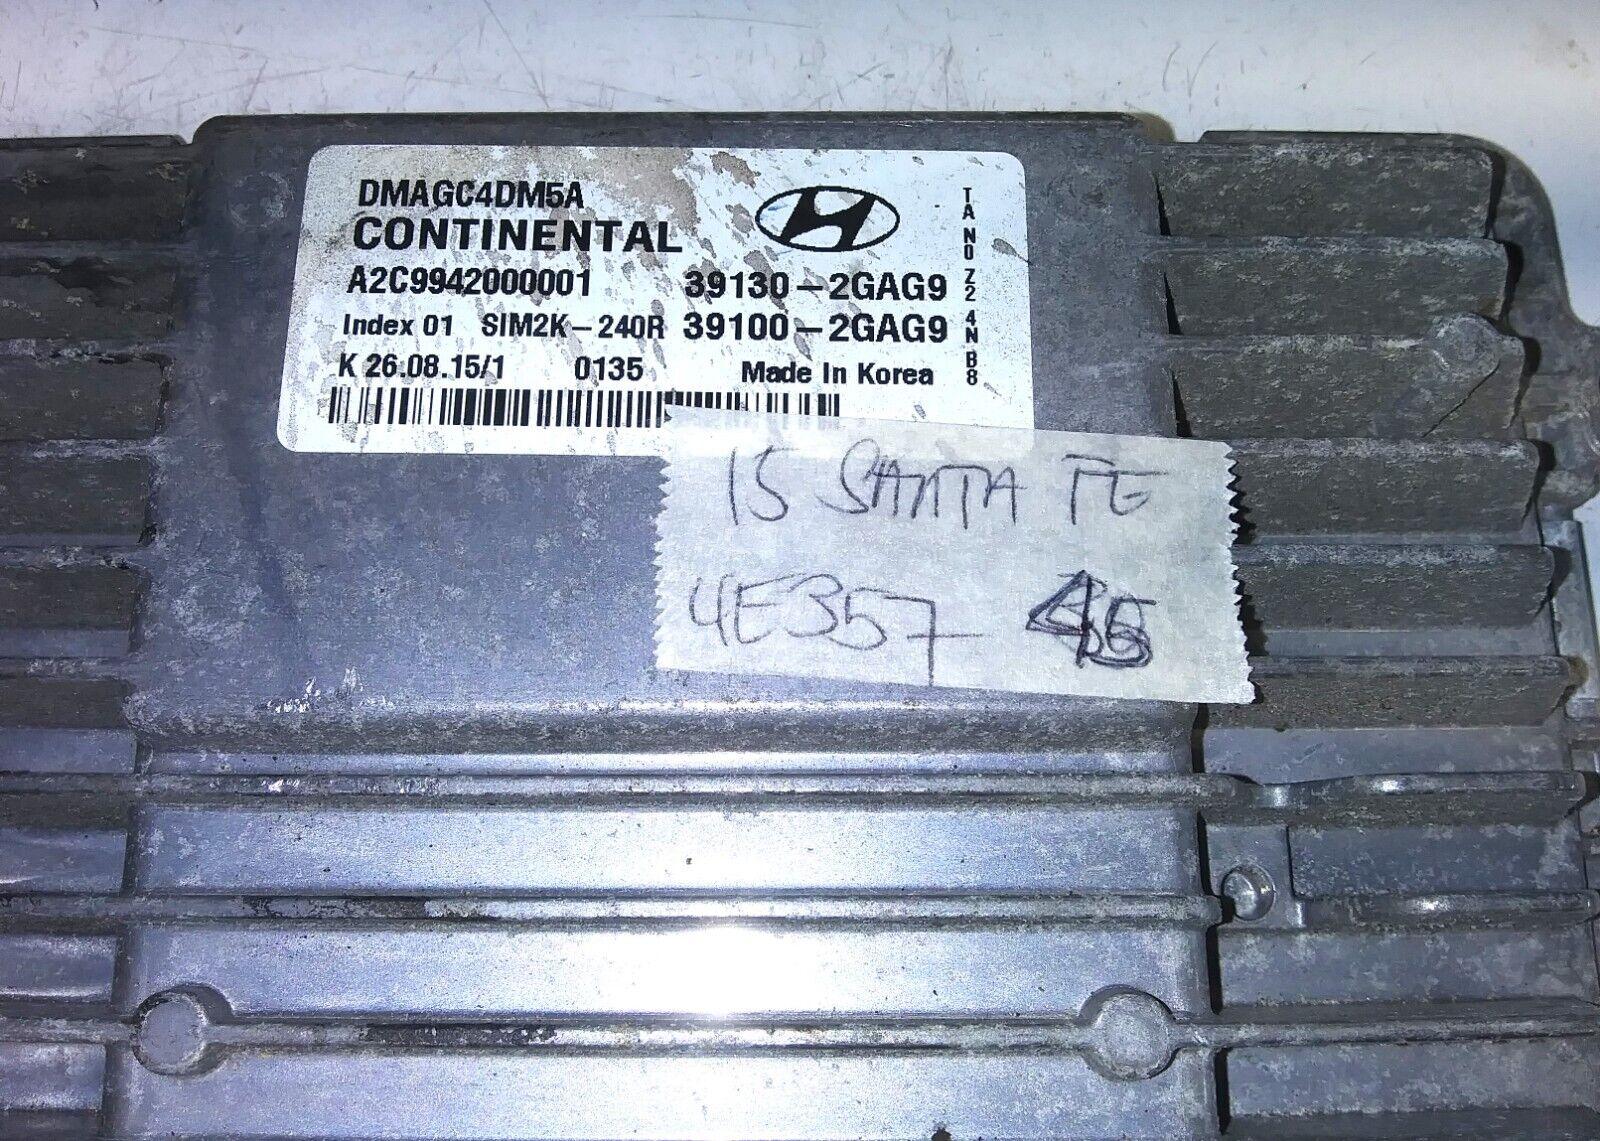 DMAGC4DM5A
CONTINENTAL
A2C9942000001 39130-2GAG9
Index 01 SIM2K-240R 39100-2GAG9
K 26.08.15/1 0135 Made In Korea
TA NO Z2 4N B8
15 SANTA FE
4E357